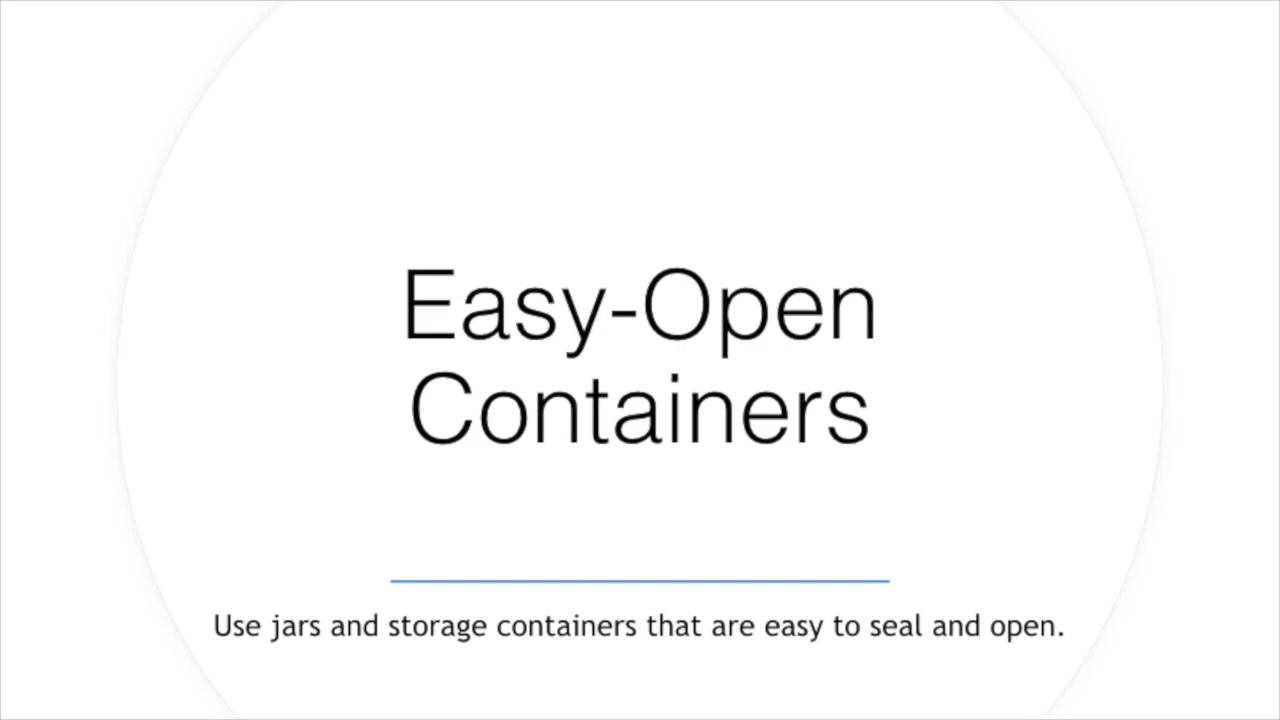 Easy-Open
Containers
Use jars and storage containers that are easy to seal and open.